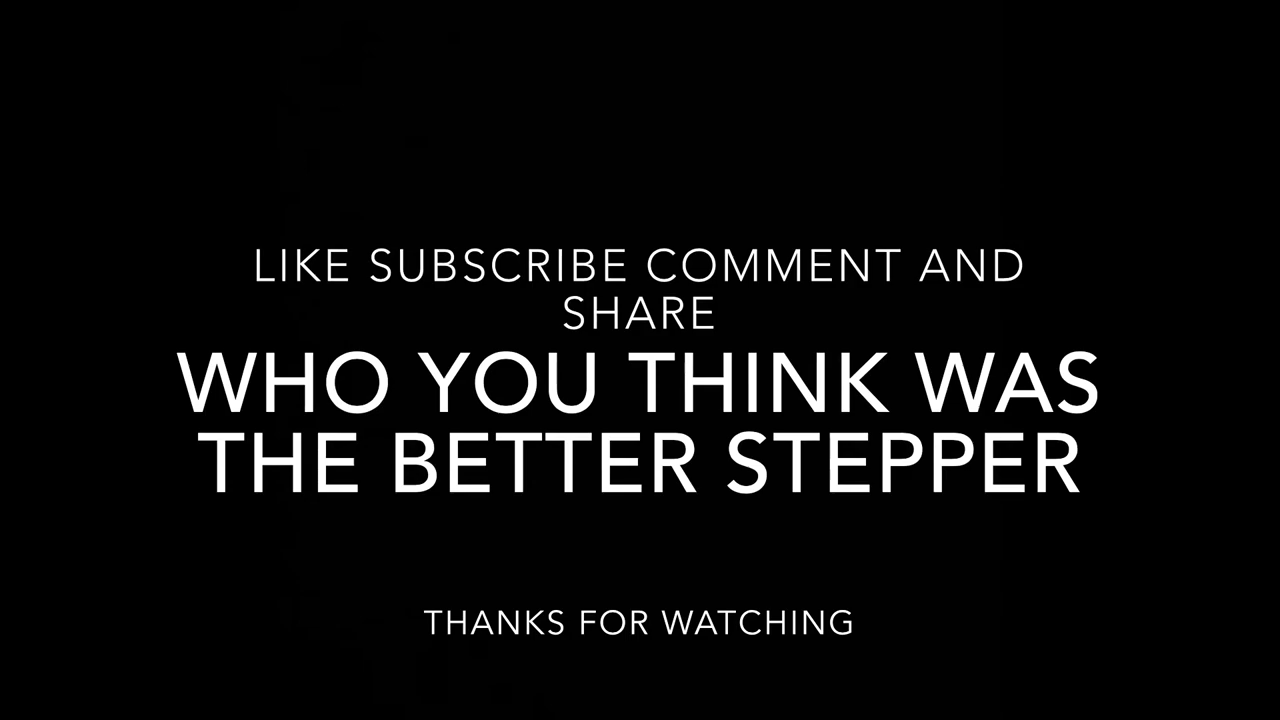 LIKE SUBSCRIBE COMMENT AND
SHARE
WHO YOU THINK WAS
THE BETTER STEPPER
THANKS FOR WATCHING